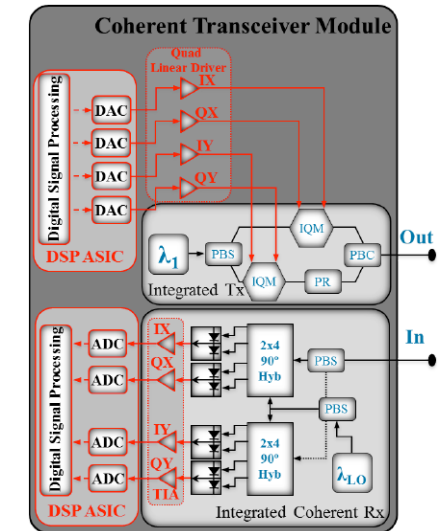 Coherent Transceiver Module
Quad
Linear Driver
IX
QX
IY
QY
Digital Signal Processing
DAC
DAC
DAC
DAC
DSP ASIC
λ1
PBS
IQM
IQM
PR
PBC
Integrated Tx
Out
In
Digital Signal Processing
ADC
ADC
ADC
ADC
DSP ASIC
IX
QX
IY
QY
TIA
2x4
90º
Hyb
2x4
90º
Hyb
PBS
PBS
λLO
Integrated Coherent Rx